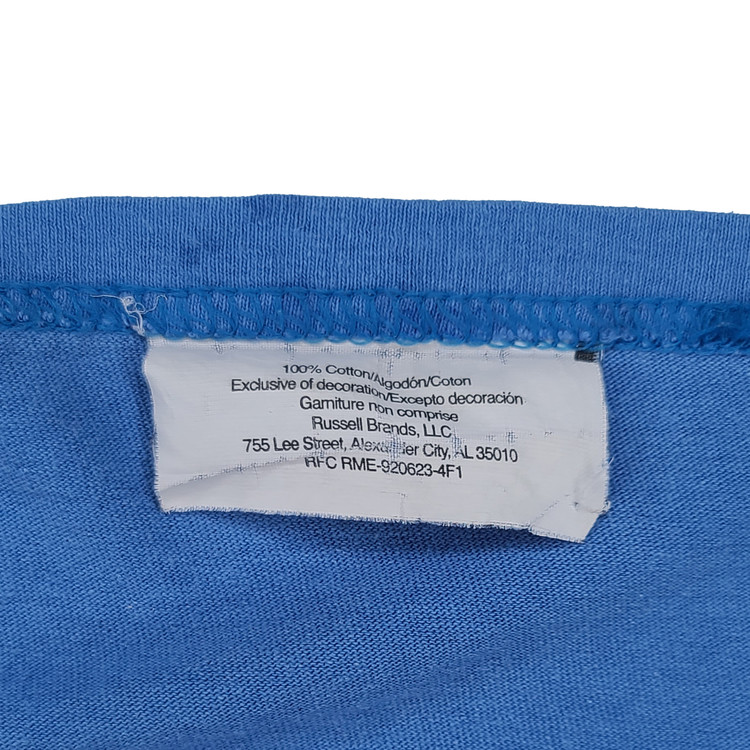 100% Cotton/Algodón/Coton
Exclusive of decoration/Excepto decoración
Garniture non comprise
Russell Brands, LLC
755 Lee Street, Alexander City, AL 35010
RFC RME-920623-4F1